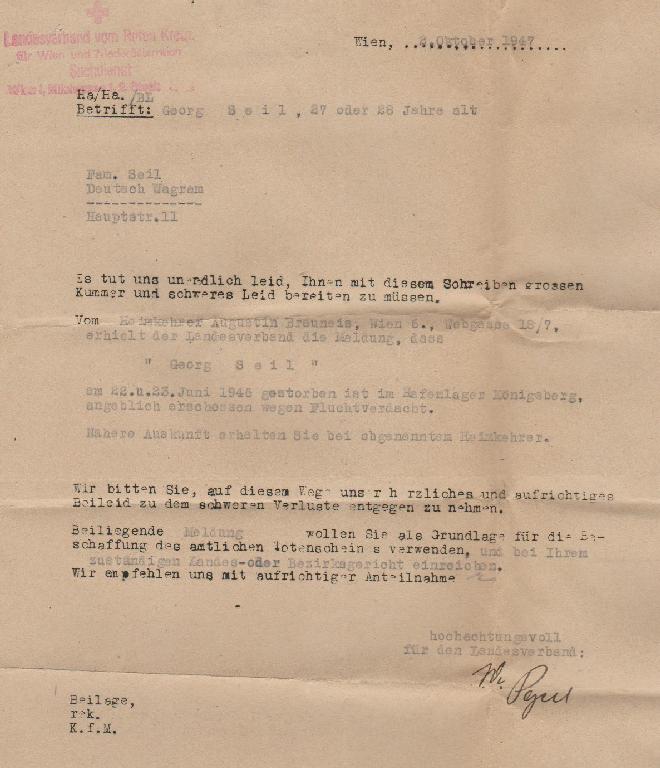 Landesverband vom Roten Kreuz
für Wien und Niederösterreich
Suchdienst
Wien, 2.Oktober 1947
Ha/Ha. /BL
Betrifft: Georg S e i l , 27 oder 28 Jahre alt
Fam. Seil
Deutsch Wagram
Hauptstr.11
Es tut uns unendlich leid, Ihnen mit diesem Schreiben grossen
Kummer und schweres Leid bereiten zu müssen.
Vom Heimkehrer Augustin Brauneis, Wien 6., Webgasse 18/7,
erhielt der Landesverband die Meldung, dass
" Georg S e i l "
am 22.u.23.Juni 1946 gestorben ist im Hafenlager Königsberg,
angeblich erschossen wegen Fluchtverdacht.
Nähere Auskunft erhalten Sie bei obgenanntem Heimkehrer.
Wir bitten Sie, auf diesem Wege unser h rzliches und aufrichtiges
Beileid zu dem schweren Verluste entgegen zu nehmen.
Beiliegende Meldung wollen Sie als Grundlage für die Be-
schaffung des amtlichen Totenschein s verwenden, und bei Ihrem
zuständigen Landes-oder Bezirksgericht einreichen.
Wir empfehlen uns mit aufrichtiger Anteilnahme
hochachtungsvoll
für den Landesverband:
Beilage,
rek.
K.f.M.